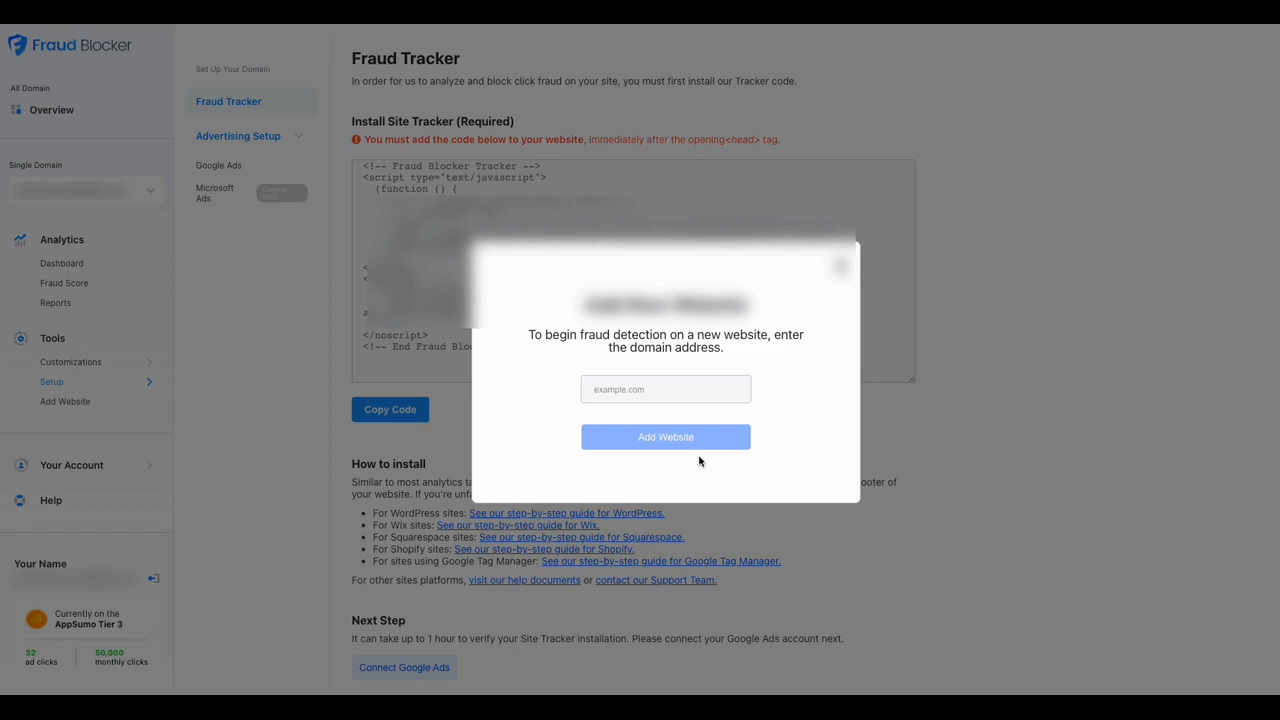 Fraud Blocker
All Domain
Overview
Single Domain
Analytics
Dashboard
Fraud Score
Reports
Tools
Customizations
Setup
Add Website
Your Account
Help
Your Name
Currently on the
AppSumo Tier 3
32
ad clicks
50,000
monthly clicks
Set Up Your Domain
Fraud Tracker
Advertising Setup
Google Ads
Microsoft
Ads
Fraud Tracker
In order for us to analyze and block click fraud on your site, you must first install our Tracker code.
Install Site Tracker (Required)
You must add the code below to your website, immediately after the opening<head> tag.
<!-- Fraud Blocker Tracker -->
<script type="text/javascript">
(function () {
</noscript>
<!-- End Fraud
Copy Code
To begin fraud detection on a new website, enter
the domain address.
example.com
Add Website
How to install
Similar to most analytics
your website. If you're
For WordPress sites: See our step-by-step guide for WordPress.
For Wix sites: See our step-by-step guide for Wix.
For Squarespace sites: See our step-by-step guide for Squarespace.
For Shopify sites: See our step-by-step guide for Shopify.
For sites using Google Tag Manager: See our step-by-step guide for Google Tag Manager.
For other sites platforms, visit our help documents or contact our Support Team.
Next Step
It can take up to 1 hour to verify your Site Tracker installation. Please connect your Google Ads account next.
Connect Google Ads